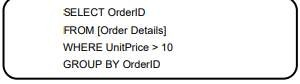 SELECT OrderID
FROM [Order Details]
WHERE UnitPrice > 10
GROUP BY OrderID